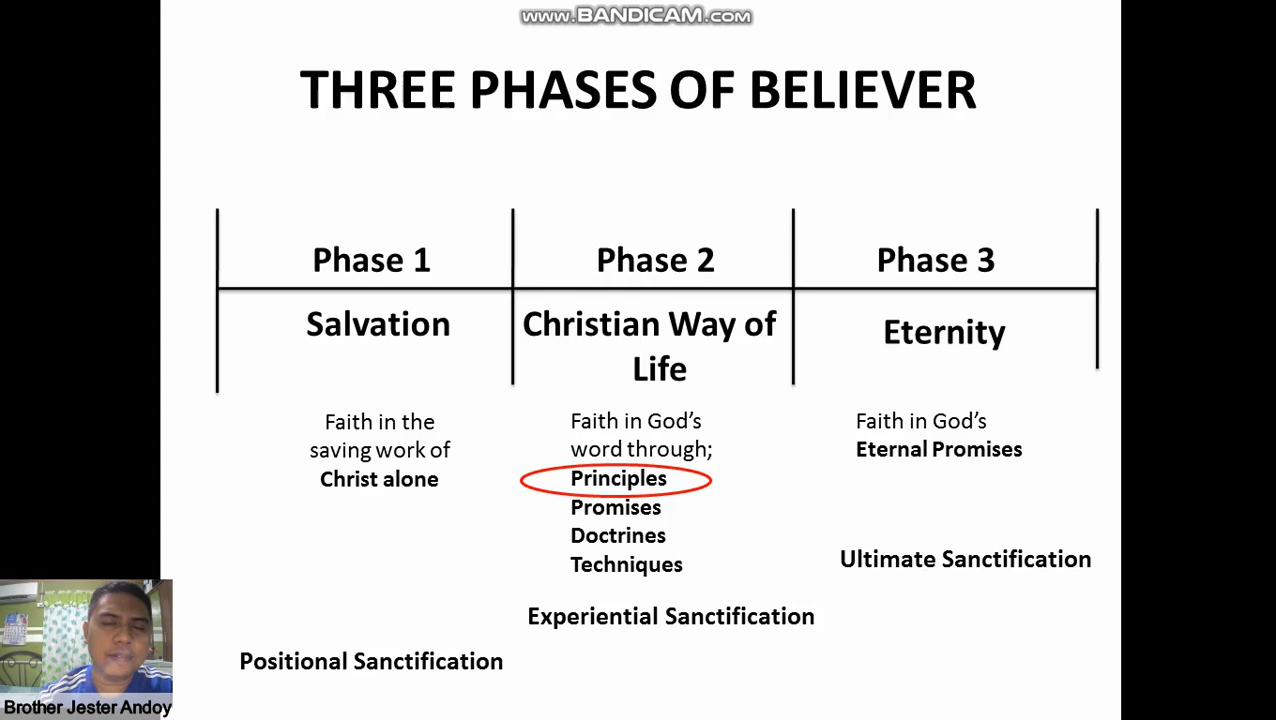 www.BANDICAM.com
THREE PHASES OF BELIEVER
Phase 1
Phase 2
Phase 3
Salvation
Christian Way of
Life
Eternity
Faith in the
saving work of
Christ alone
Faith in God’s
word through;
Principles
Promises
Doctrines
Techniques
Faith in God’s
Eternal Promises
Ultimate Sanctification
Experiential Sanctification
Positional Sanctification
Brother Jester Andoy